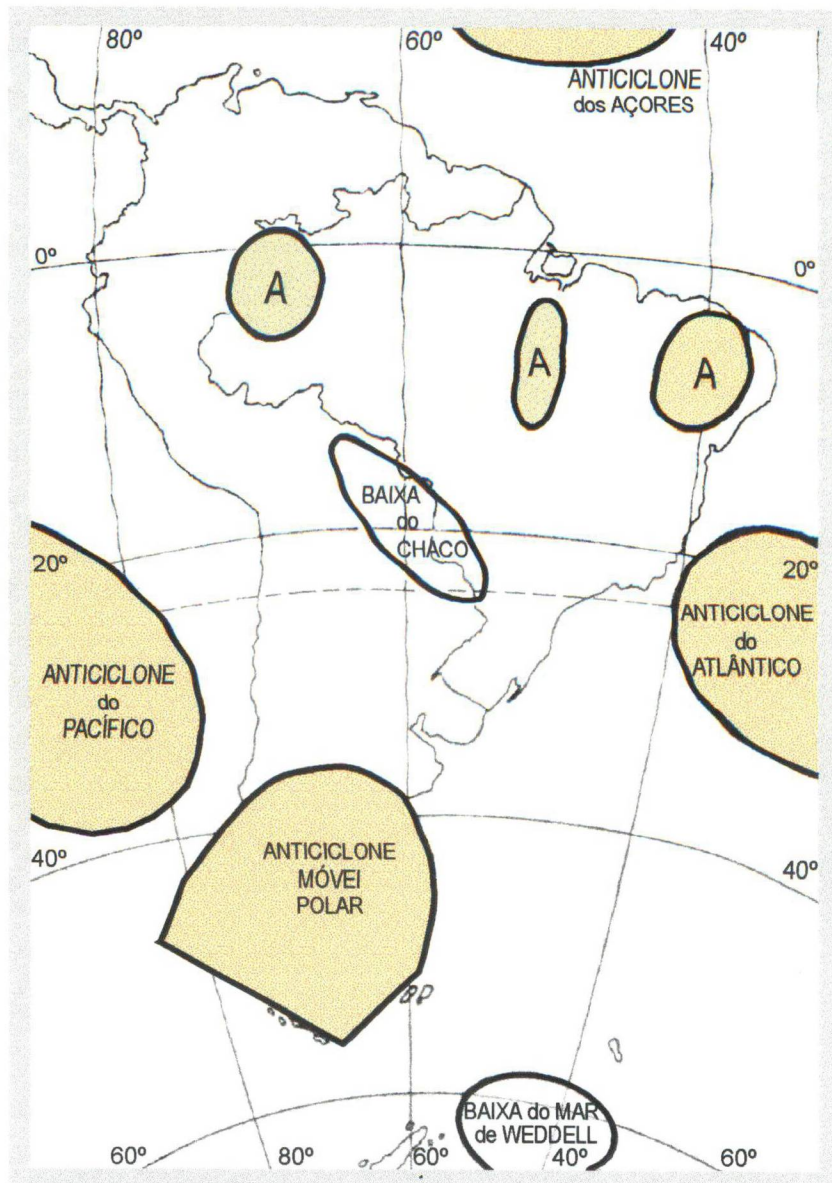 80º
60º
40º
ANTICICLONE
dos AÇORES
0º
0º
A
A
A
BAIXA
do
CHACO
20º
20º
ANTICICLONE
do
ATLÂNTICO
ANTICICLONE
do
PACÍFICO
ANTICICLONE
MÓVEI
POLAR
40º
40º
BAIXA do MAR
de WEDDELL
60º
80º
60º
40º
60º